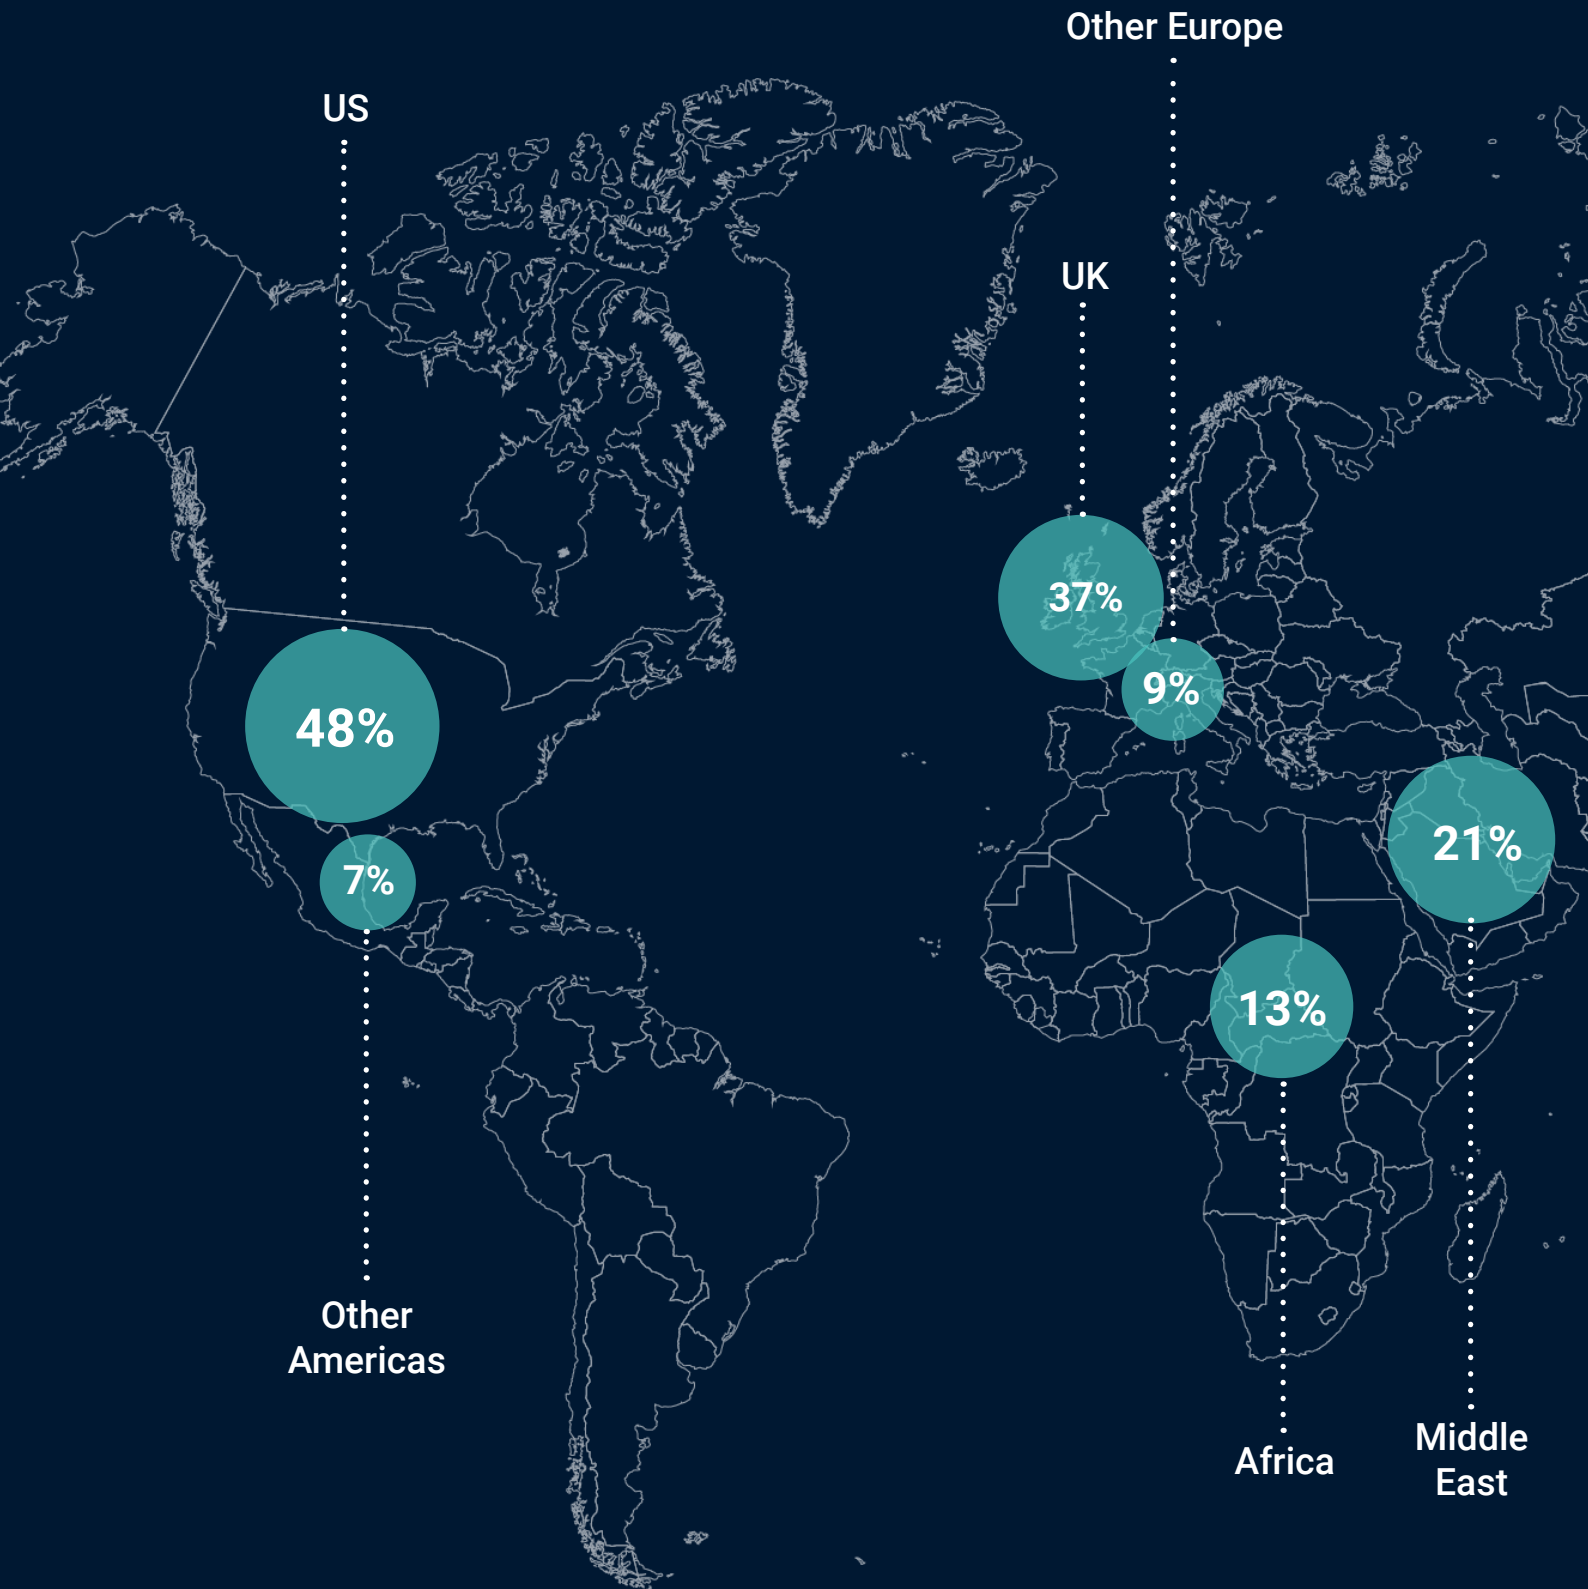 Other Europe
US
UK
37%
9%
48%
21%
7%
13%
Other
Americas
Africa
Middle
East